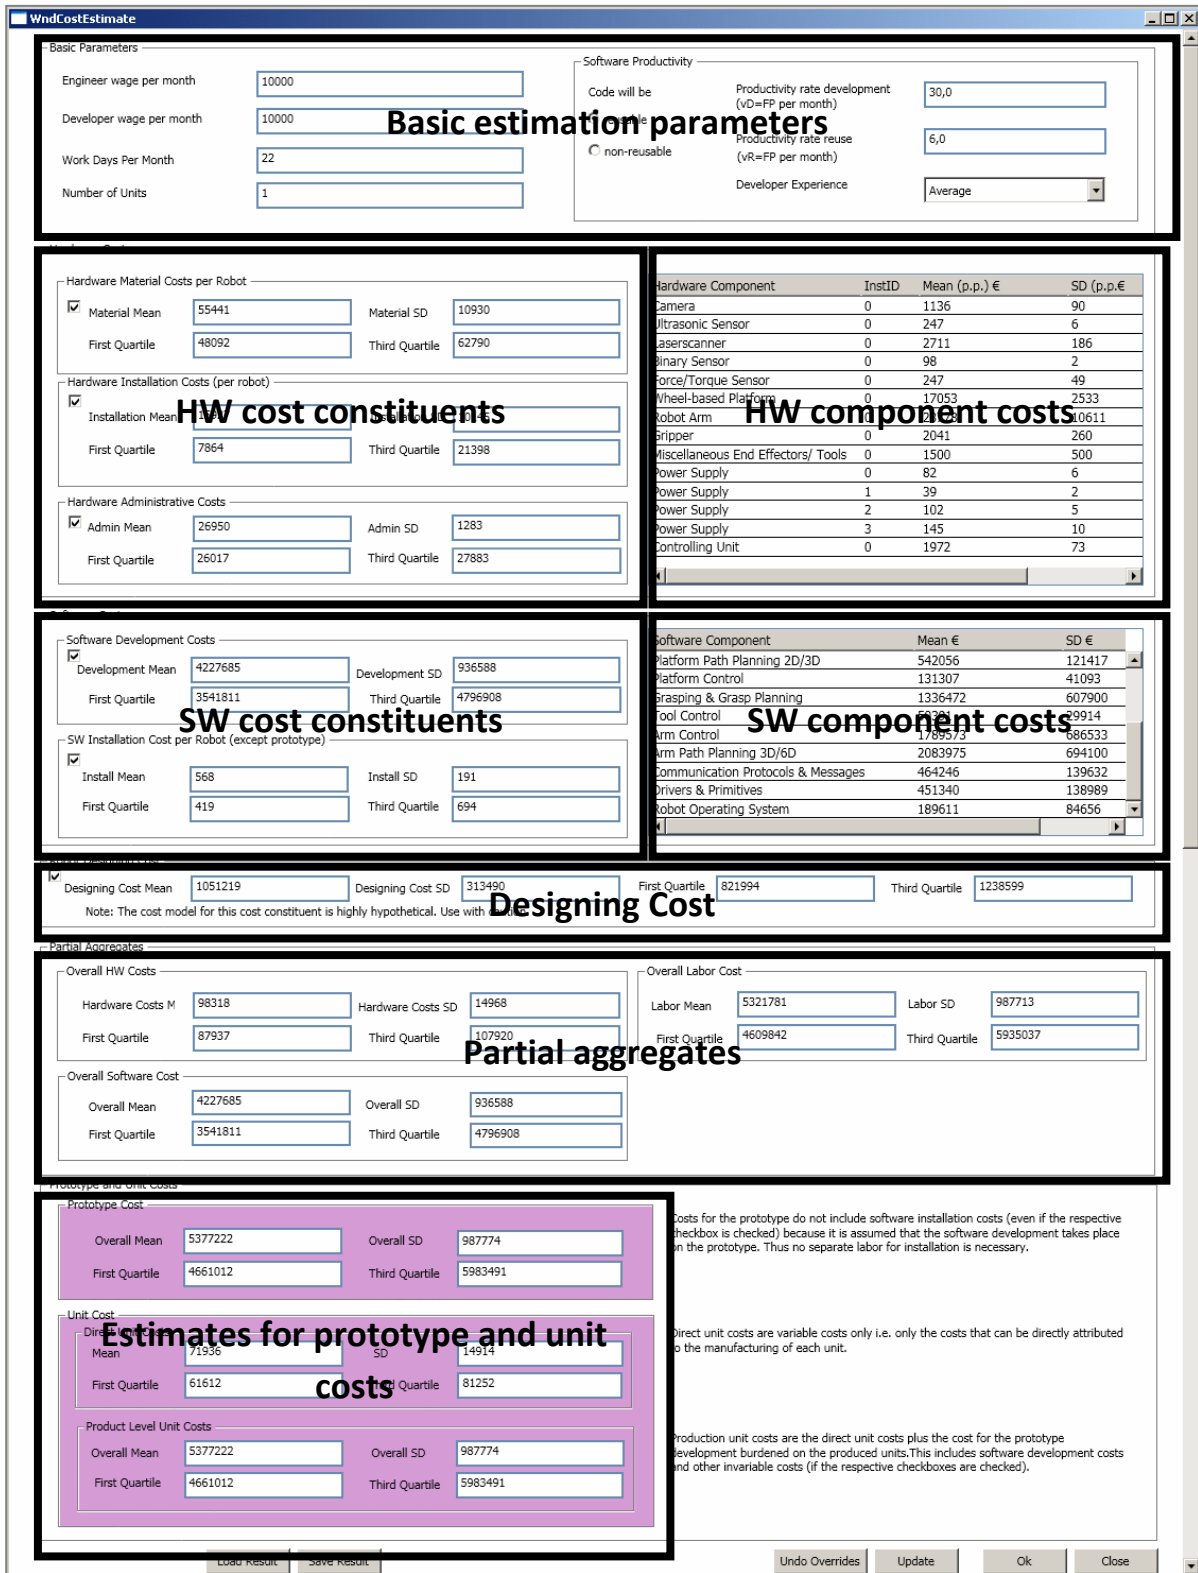 WndCostEstimate
Basic Parameters
Engineer wage per month 10000
Developer wage per month 10000
Work Days Per Month 22
Number of Units 1
Software Productivity
Code will be
reusable
non-reusable
Productivity rate development
(vD=FP per month) 30,0
Productivity rate reuse
(vR=FP per month) 6,0
Developer Experience Average
Basic estimation parameters
Hardware Material Costs per Robot
Material Mean 55441 Material SD 10930
First Quartile 48092 Third Quartile 62790
Hardware Installation Costs (per robot)
Installation Mean Installation SD
First Quartile 7864 Third Quartile 21398
Hardware Administrative Costs
Admin Mean 26950 Admin SD 1283
First Quartile 26017 Third Quartile 27883
HW cost constituents
Hardware Component InstID Mean (p.p.) € SD (p.p.€
Camera 0 1136 90
Ultrasonic Sensor 0 247 6
Laserscanner 0 2711 186
Binary Sensor 0 98 2
Force/Torque Sensor 0 247 49
Wheel-based Platform 0 17053 2533
Robot Arm 0 10611
Gripper 0 2041 260
Miscellaneous End Effectors/ Tools 0 1500 500
Power Supply 0 82 6
Power Supply 1 39 2
Power Supply 2 102 5
Power Supply 3 145 10
Controlling Unit 0 1972 73
HW component costs
Software Development Costs
Development Mean 4227685 Development SD 936588
First Quartile 3541811 Third Quartile 4796908
SW Installation Cost per Robot (except prototype)
Install Mean 568 Install SD 191
First Quartile 419 Third Quartile 694
SW cost constituents
Software Component Mean € SD €
Platform Path Planning 2D/3D 542056 121417
Platform Control 131307 41093
Grasping & Grasp Planning 1336472 607900
Tool Control 29914
Arm Control 1789573 686533
Arm Path Planning 3D/6D 2083975 694100
Communication Protocols & Messages 464246 139632
Drivers & Primitives 451340 138989
Robot Operating System 189611 84656
SW component costs
Designing Cost Mean 1051219 Designing Cost SD 313490 First Quartile 821994 Third Quartile 1238599
Note: The cost model for this cost constituent is highly hypothetical. Use with caution
Designing Cost
Partial Aggregates
Overall HW Costs
Hardware Costs M 98318 Hardware Costs SD 14968
First Quartile 87937 Third Quartile 107920
Overall Labor Cost
Labor Mean 5321781 Labor SD 987713
First Quartile 4609842 Third Quartile 5935037
Partial aggregates
Overall Software Cost
Overall Mean 4227685 Overall SD 936588
First Quartile 3541811 Third Quartile 4796908
Prototype and Unit Costs
Prototype Cost
Overall Mean 5377222 Overall SD 987774
First Quartile 4661012 Third Quartile 5983491
Costs for the prototype do not include software installation costs (even if the respective
checkbox is checked) because it is assumed that the software development takes place
on the prototype. Thus no separate labor for installation is necessary.
Unit Cost
Direct Unit Costs
Mean 71936 SD 14914
First Quartile 61612 Third Quartile 81252
Estimates for prototype and unit
costs
Direct unit costs are variable costs only i.e. only the costs that can be directly attributed
to the manufacturing of each unit.
Product Level Unit Costs
Overall Mean 5377222 Overall SD 987774
First Quartile 4661012 Third Quartile 5983491
Production unit costs are the direct unit costs plus the cost for the prototype
development burdened on the produced units.This includes software development costs
and other invariable costs (if the respective checkboxes are checked).
Load Result Save Result Undo Overrides Update Ok Close